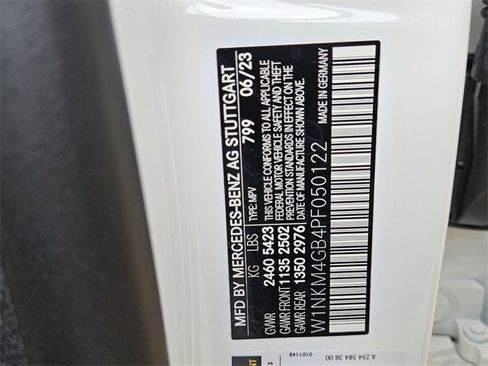 MFD BY MERCEDES-BENZ AG STUTTGART
TYPE: MPV 799 06/23
KG LBS
GVWR 2460 5423
GAWR FRONT 1135 2502
GAWR REAR 1350 2976
THIS VEHICLE CONFORMS TO ALL APPLICABLE
FEDERAL MOTOR VEHICLE SAFETY AND THEFT
PREVENTION STANDARDS IN EFFECT ON THE
DATE OF MANUFACTURE SHOWN ABOVE.
W1NKM4GB4PF050122 MADE IN GERMANY
A 254 584 38 00
0101148